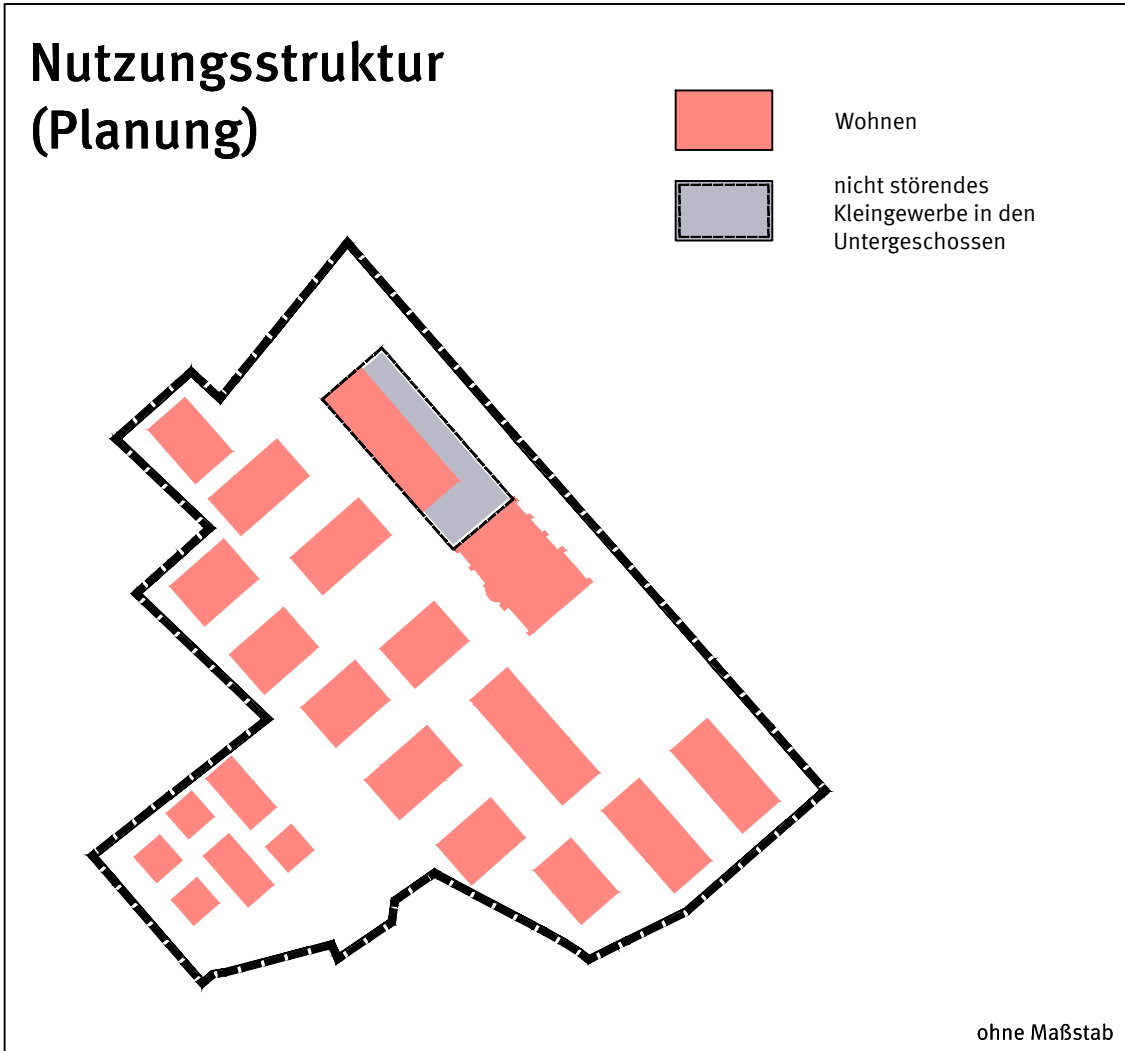 Nutzungsstruktur
(Planung)
Wohnen
nicht störendes
Kleingewerbe in den
Untergeschossen
ohne Maßstab